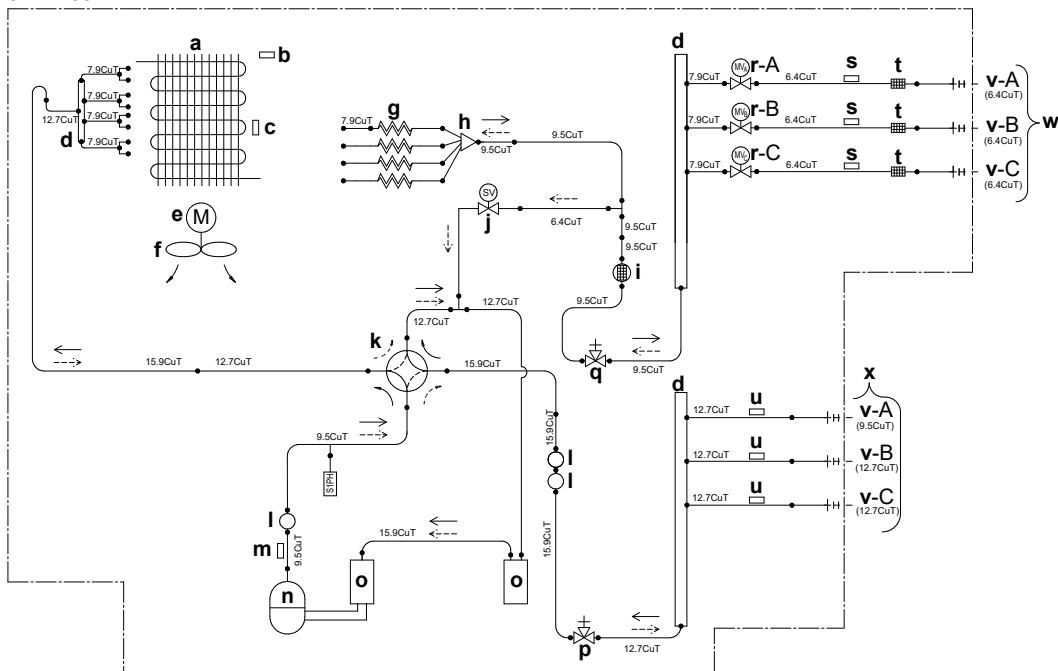 a
b
c
d
7.9CuT
7.9CuT
7.9CuT
7.9CuT
12.7CuT
e M
f
7.9CuT
g
h
9.5CuT
9.5CuT
SV
j
6.4CuT
9.5CuT
9.5CuT
i
9.5CuT
q
9.5CuT
d
7.9CuT MVA r-A 6.4CuT s t v-A
(6.4CuT)
7.9CuT MVB r-B 6.4CuT s t v-B
(6.4CuT)
7.9CuT MVC r-C 6.4CuT s t v-C
(6.4CuT)
w
12.7CuT
12.7CuT
k
15.9CuT
12.7CuT
15.9CuT
9.5CuT
S1PH
l
m
9.5CuT
n
o
15.9CuT
o
15.9CuT
l
l
15.9CuT
p
12.7CuT
d
x
12.7CuT u v-A
(9.5CuT)
12.7CuT u v-B
(12.7CuT)
12.7CuT u v-C
(12.7CuT)